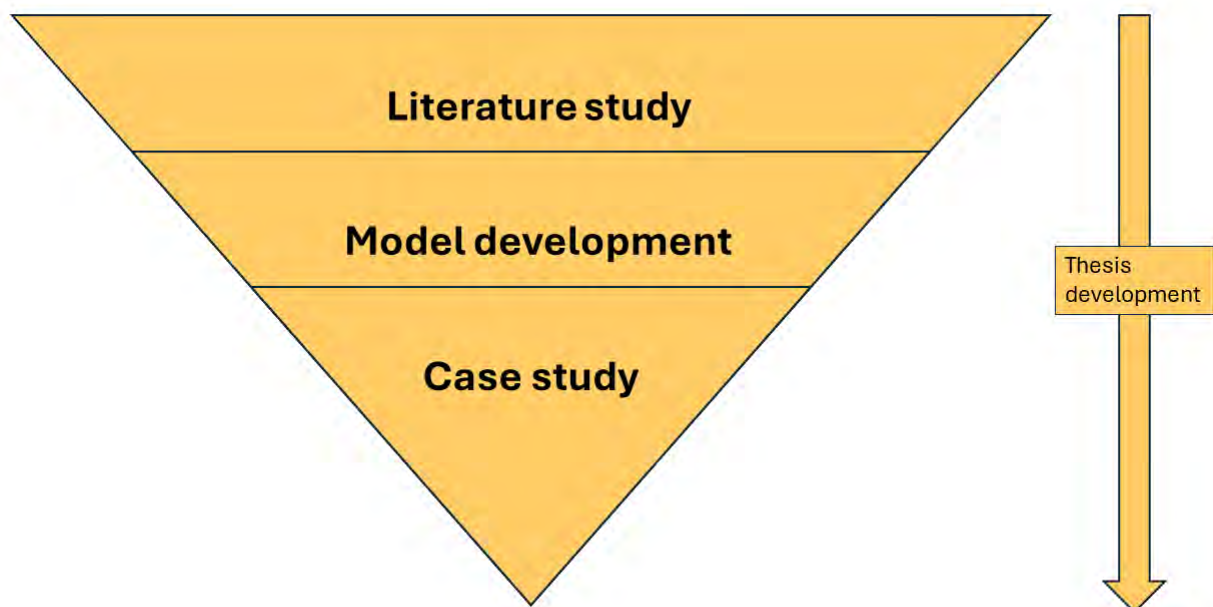 Literature study
Model development
Thesis
development
Case study